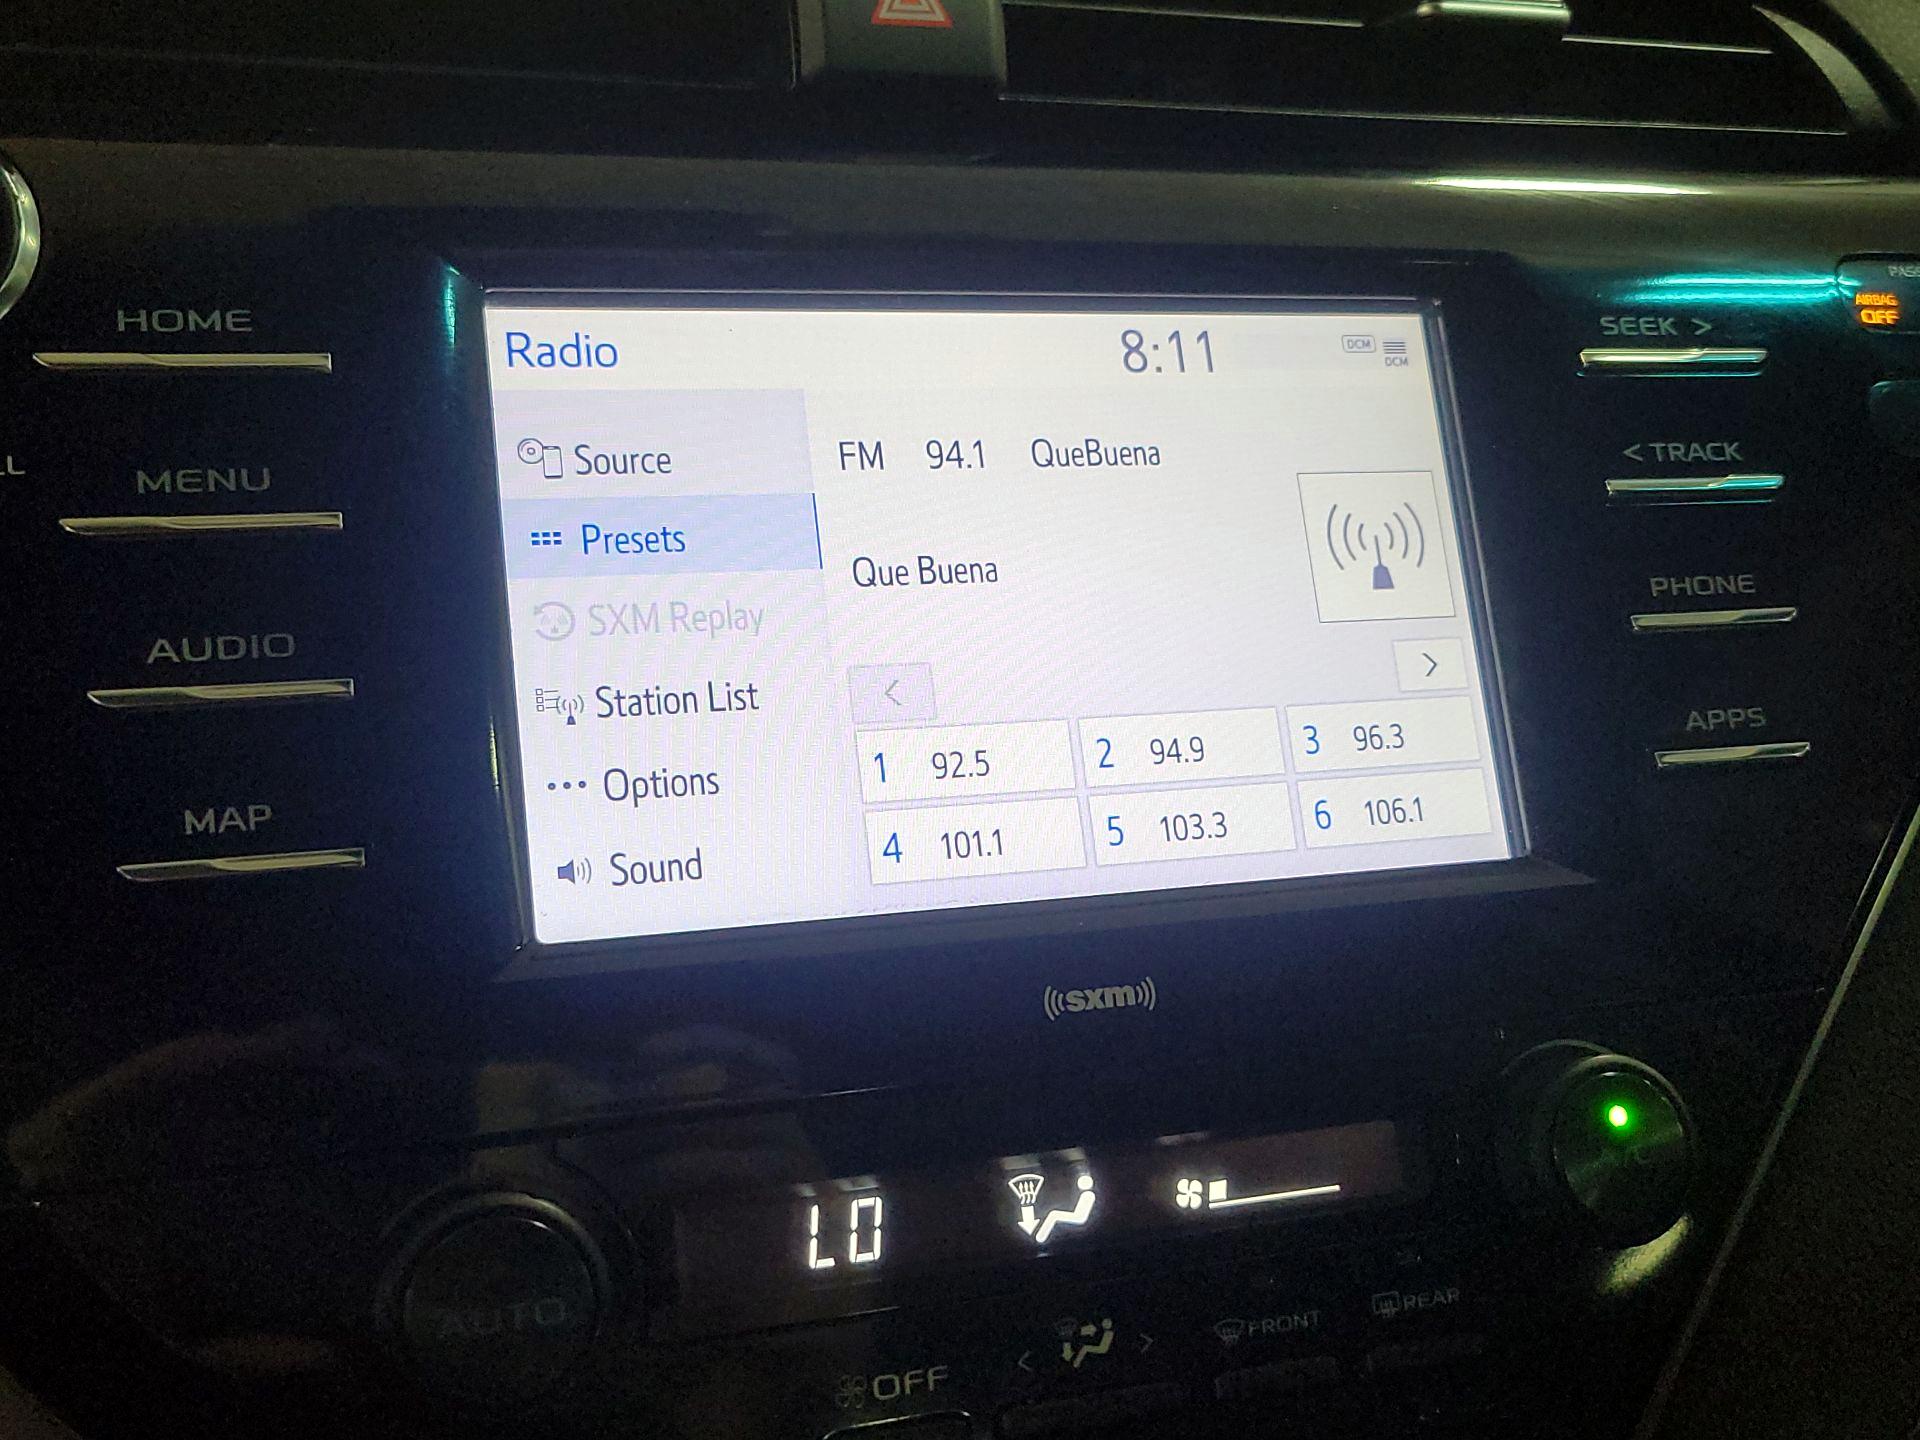 HOME
MENU
AUDIO
MAP
Radio 8:11 DCM DCM
Source
Presets
SXM Replay
Station List
Options
Sound
FM 94.1 QueBuena
Que Buena
< >
1 92.5 2 94.9 3 96.3
4 101.1 5 103.3 6 106.1
SEEK >
< TRACK
PHONE
APPS
AIRBAG
OFF
sxm
LO
AUTO
OFF
< >
FRONT
REAR